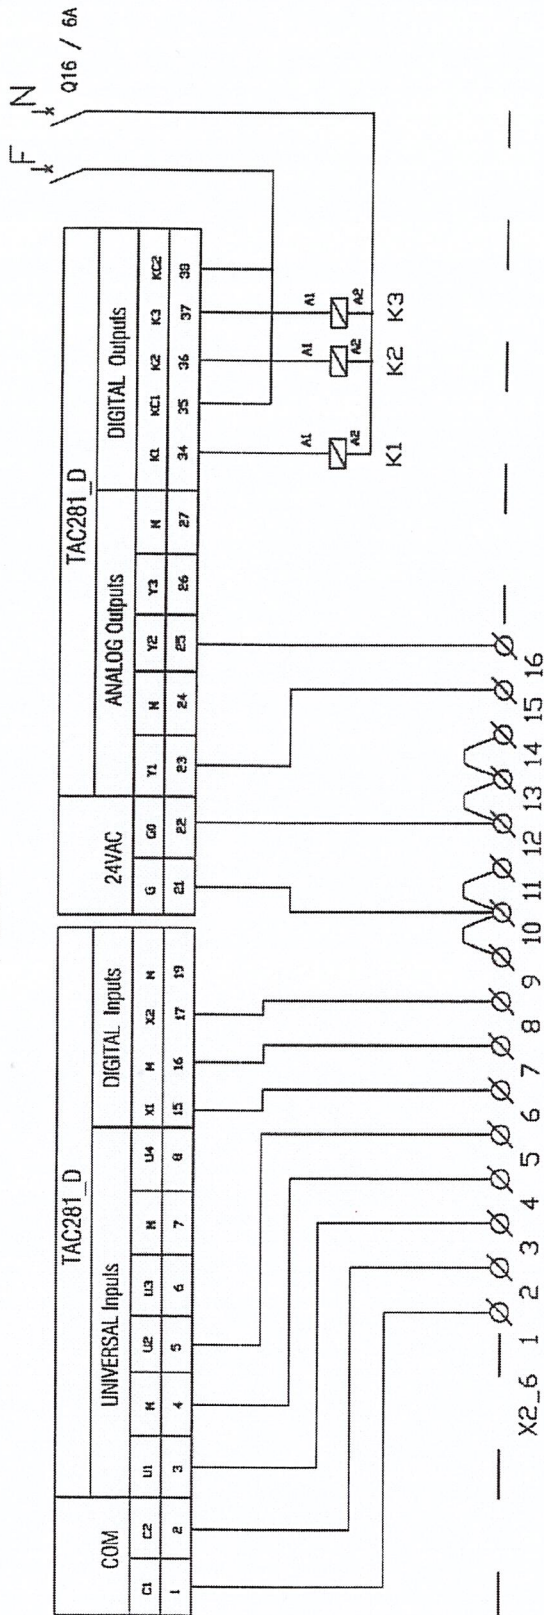 TAC281_D
COM UNIVERSAL Inputs DIGITAL Inputs
C1 C2 U1 M U2 U3 M U4 X1 M X2 M
1 2 3 4 5 6 7 8 15 16 17 19
TAC281_D
24VAC ANALOG Outputs DIGITAL Outputs
G G0 Y1 M Y2 Y3 M K1 KC1 K2 K3 KC2
21 22 23 24 25 26 27 34 35 36 37 38
F N
Q16 / 6A
A1 A1 A1
A2 A2 A2
K1 K2 K3
X2_6 1 2 3 4 5 6 7 8 9 10 11 12 13 14 15 16